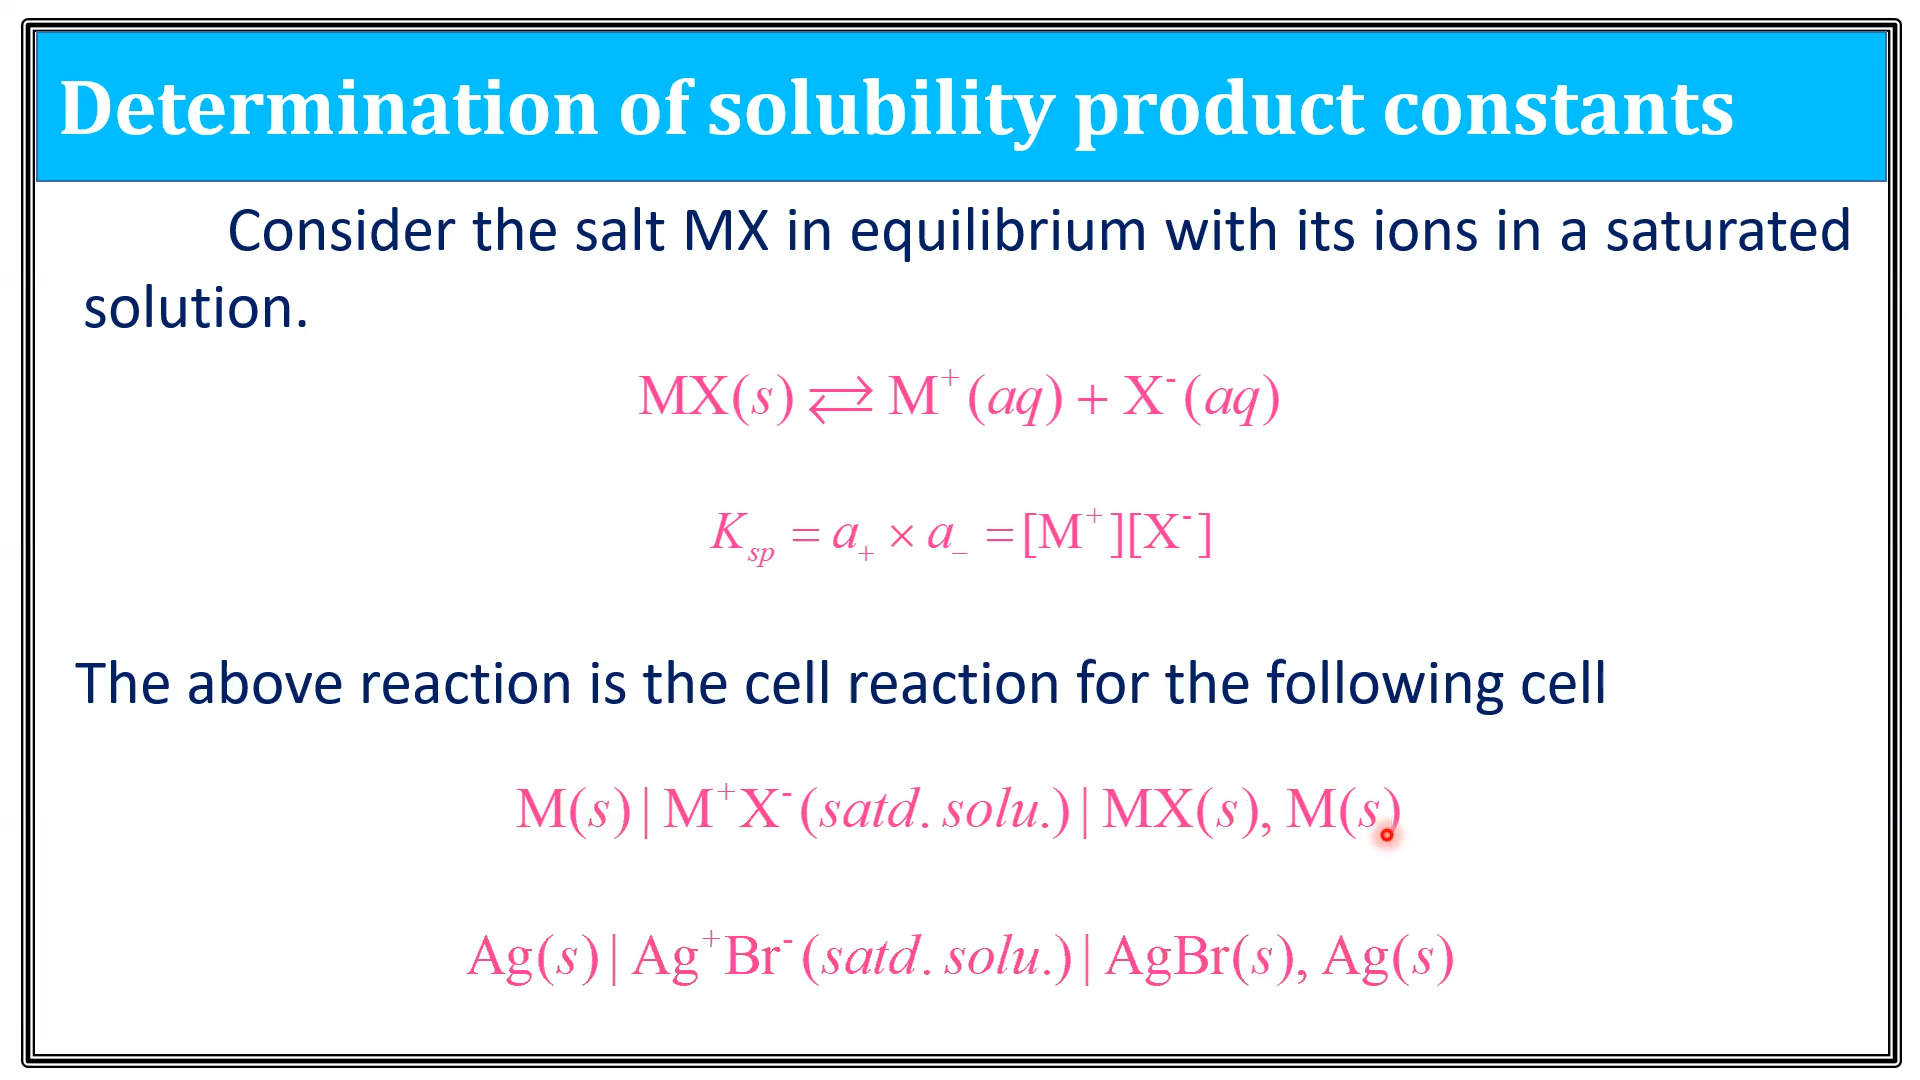 Determination of solubility product constants
Consider the salt MX in equilibrium with its ions in a saturated
solution.
MX(s) ⇄ M⁺(aq) + X⁻(aq)
Kₛₚ = a₊ × a₋ = [M⁺][X⁻]
The above reaction is the cell reaction for the following cell
M(s) | M⁺X⁻(satd. solu.) | MX(s), M(s)
Ag(s) | Ag⁺Br⁻(satd. solu.) | AgBr(s), Ag(s)